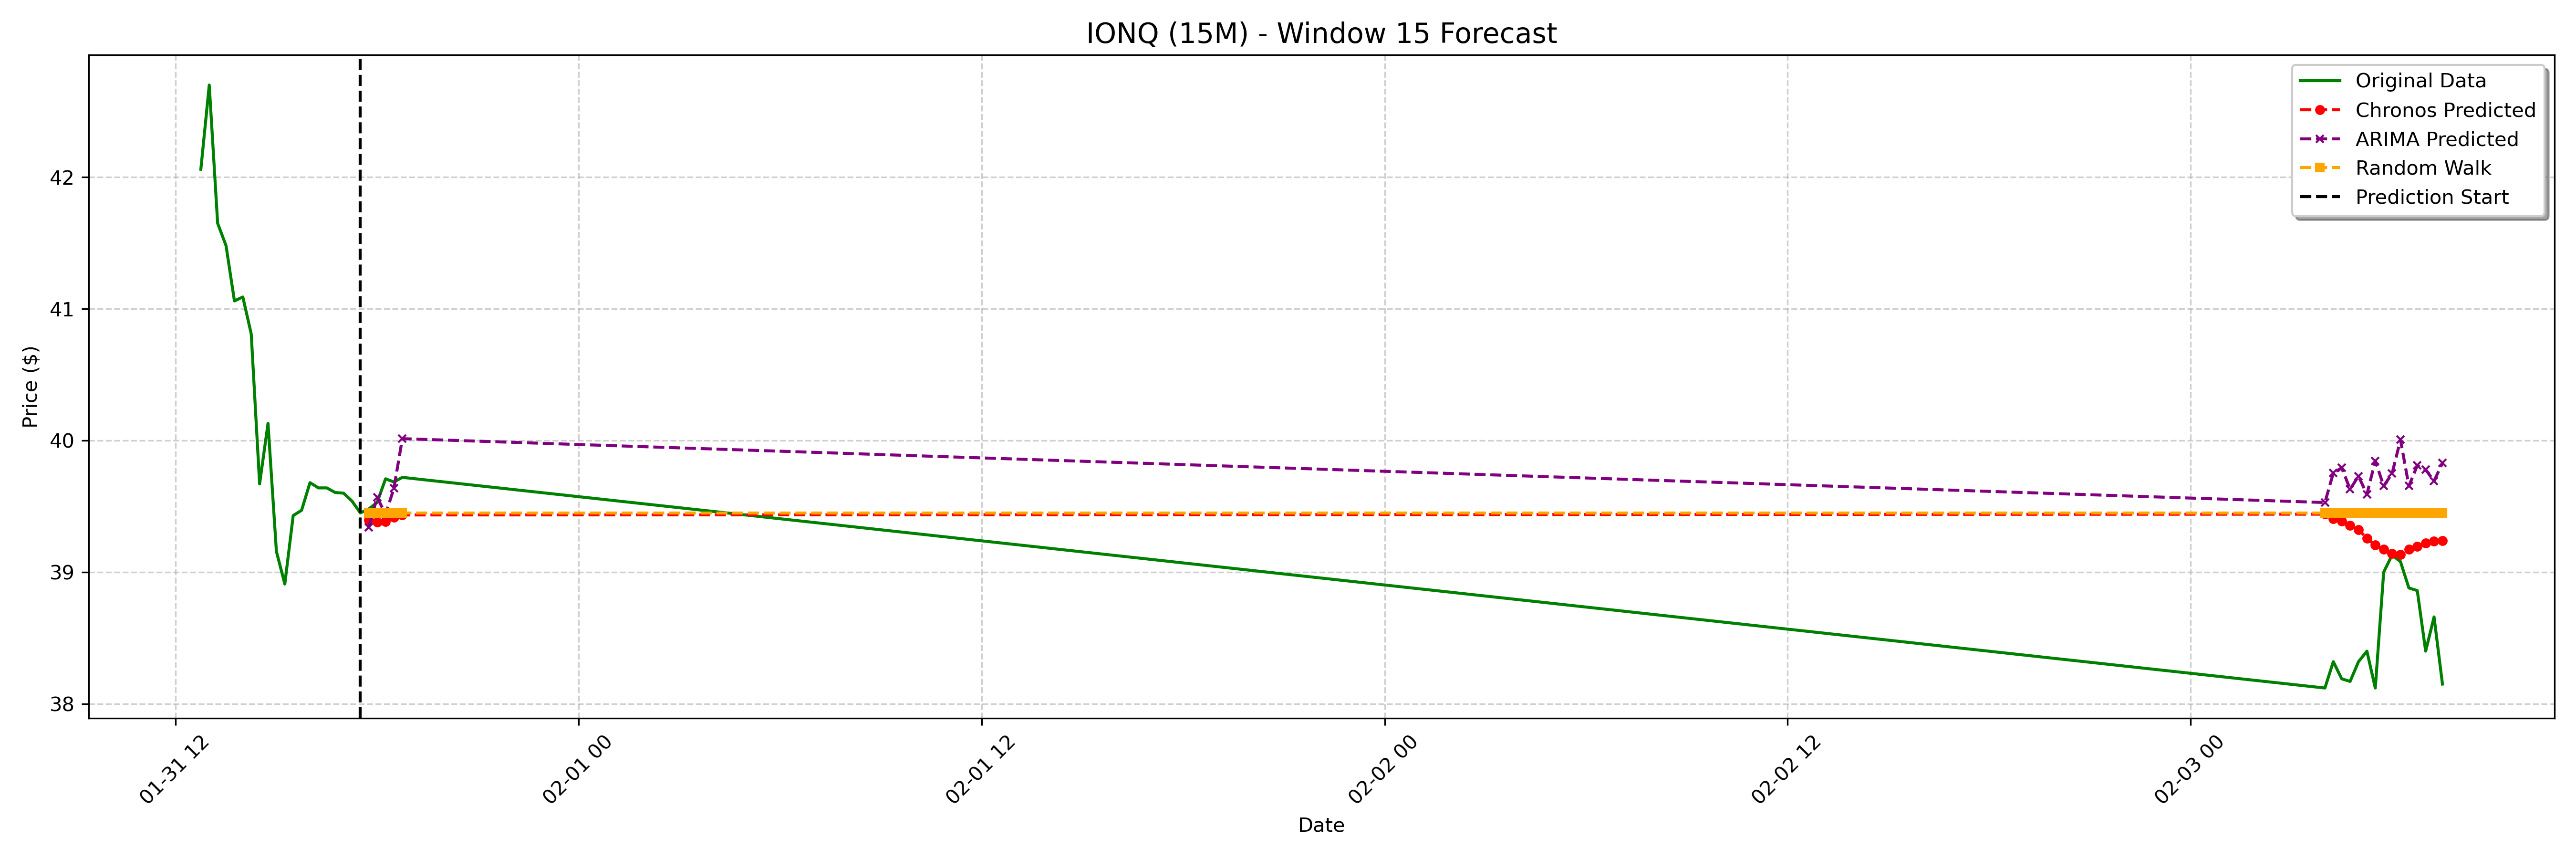 IONQ (15M) - Window 15 Forecast
Original Data
Chronos Predicted
ARIMA Predicted
Random Walk
Prediction Start
Price ($)
42
41
40
39
38
01-31 12
02-01 00
02-01 12
02-02 00
02-02 12
02-03 00
Date